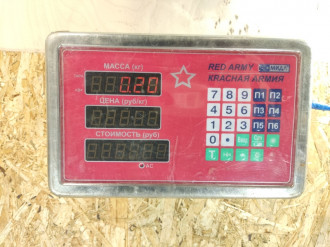 МАССА (кг)
0.20
ЦЕНА (руб/кг)
СТОИМОСТЬ (руб)
RED ARMY
КРАСНАЯ АРМИЯ
7 8 9 П1 П2
4 5 6 П3 П4
1 2 3 П5 П6
0
T